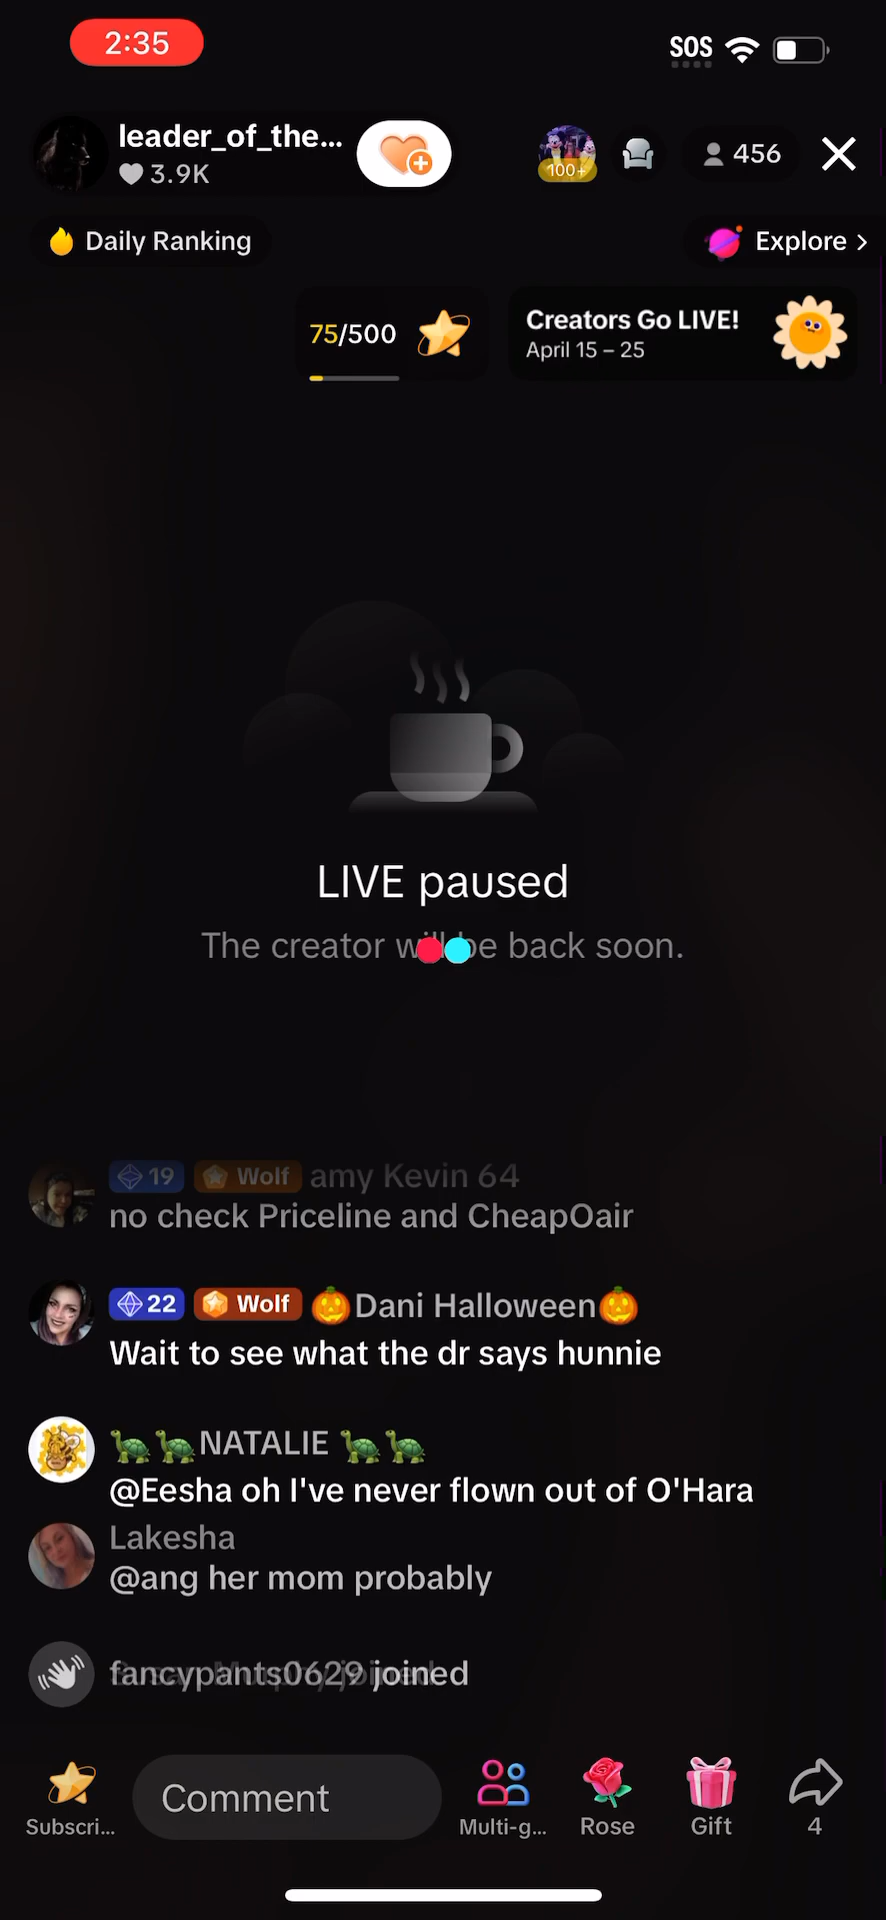 2:35
SOS
leader_of_the...
3.9K
100+
456
Daily Ranking
Explore >
75/500
Creators Go LIVE!
April 15 – 25
LIVE paused
The creator will be back soon.
19 Wolf amy Kevin 64
no check Priceline and CheapOair
22 Wolf 🎃Dani Halloween🎃
Wait to see what the dr says hunnie
🐢🐢NATALIE 🐢🐢
@Eesha oh I've never flown out of O'Hara
Lakesha
@ang her mom probably
fancypants0629 joined
Comment
Subscri...
Multi-g...
Rose
Gift
4